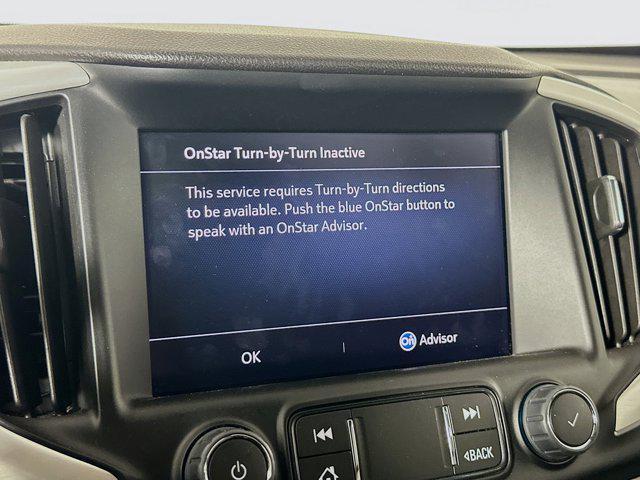 OnStar Turn-by-Turn Inactive
This service requires Turn-by-Turn directions
to be available. Push the blue OnStar button to
speak with an OnStar Advisor.
OK
On Advisor
BACK